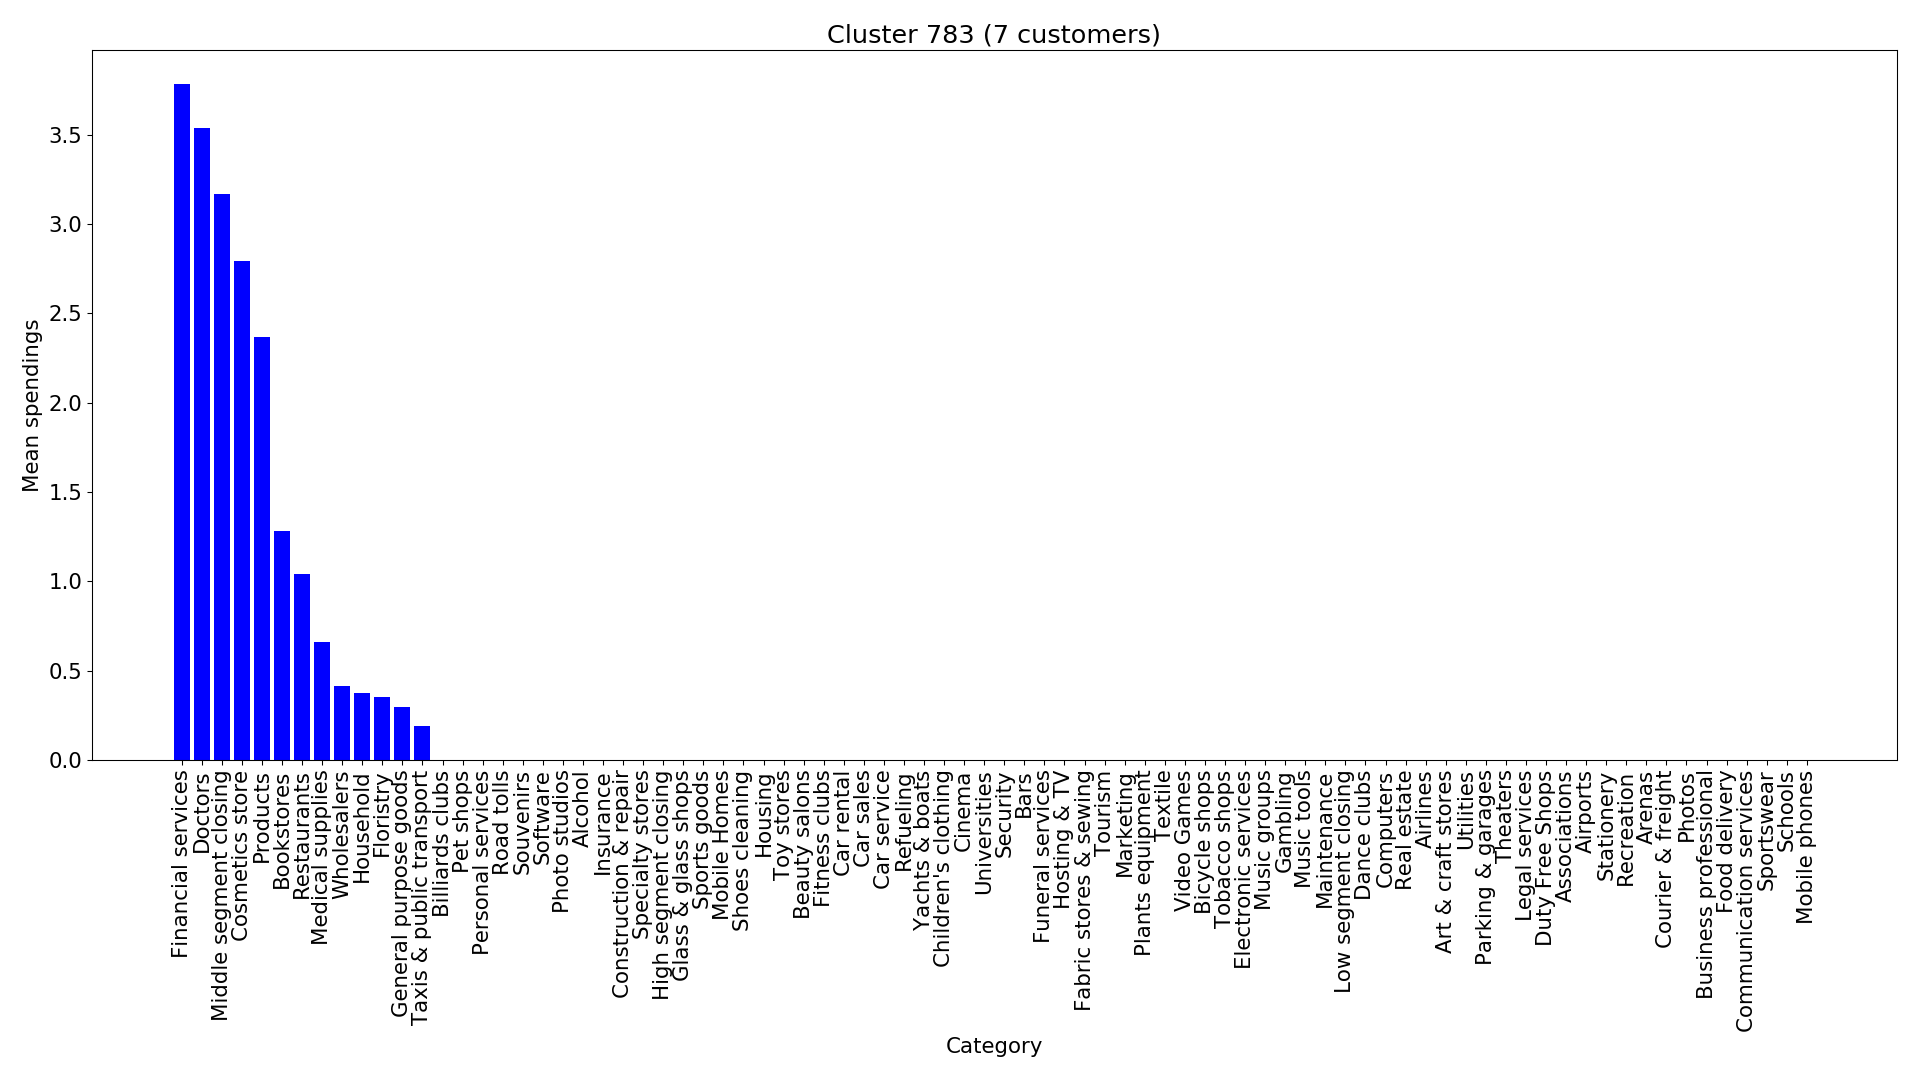 Cluster 783 (7 customers)
Mean spendings
3.5
3.0
2.5
2.0
1.5
1.0
0.5
0.0
Financial services
Doctors
Middle segment closing
Cosmetics store
Products
Bookstores
Restaurants
Medical supplies
Wholesalers
Household
Floristry
General purpose goods
Taxis & public transport
Billiards clubs
Pet shops
Personal services
Road tolls
Souvenirs
Software
Photo studios
Alcohol
Insurance
Construction & repair
Specialty stores
High segment closing
Glass & glass shops
Sports goods
Mobile Homes
Shoes cleaning
Housing
Toy stores
Beauty salons
Fitness clubs
Car rental
Car sales
Car service
Refueling
Yachts & boats
Children's clothing
Cinema
Universities
Security
Bars
Funeral services
Hosting & TV
Fabric stores & sewing
Tourism
Marketing
Plants equipment
Textile
Video Games
Bicycle shops
Tobacco shops
Electronic services
Music groups
Gambling
Music tools
Maintenance
Low segment closing
Dance clubs
Computers
Real estate
Airlines
Art & craft stores
Utilities
Parking & garages
Theaters
Legal services
Duty Free Shops
Associations
Airports
Stationery
Recreation
Arenas
Courier & freight
Photos
Business professional
Food delivery
Communication services
Sportswear
Schools
Mobile phones
Category